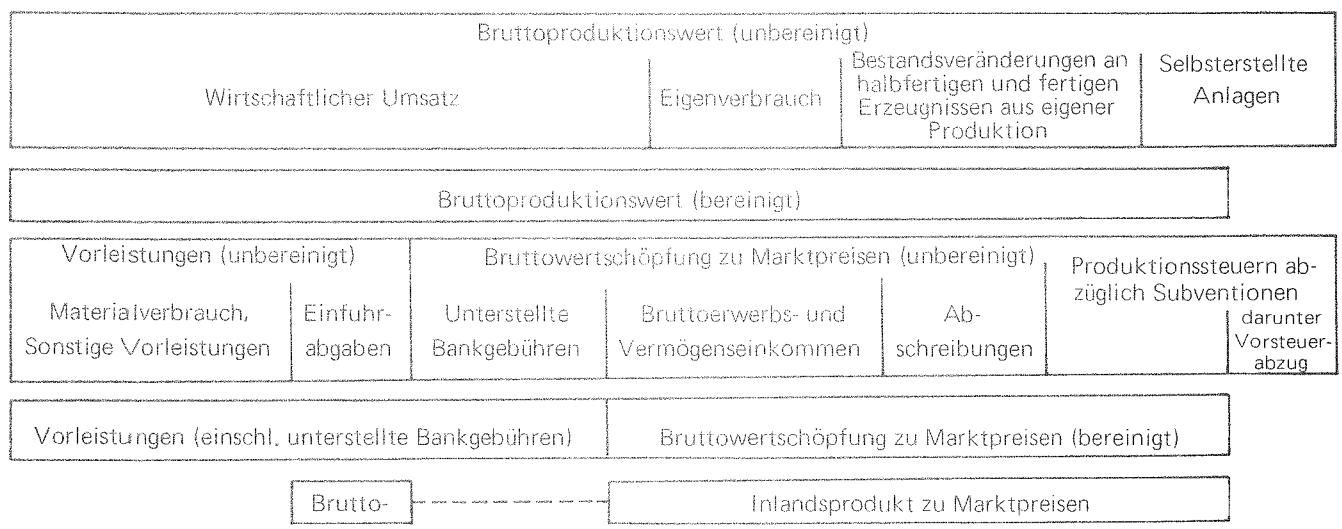 Bruttoproduktionswert (unbereinigt)
Wirtschaftlicher Umsatz
Eigenverbrauch
Bestandsveränderungen an
halbfertigen und fertigen
Erzeugnissen aus eigener
Produktion
Selbsterstellte
Anlagen
Bruttoproduktionswert (bereinigt)
Vorleistungen (unbereinigt)
Bruttowertschöpfung zu Marktpreisen (unbereinigt)
Materialverbrauch,
Sonstige Vorleistungen
Einfuhr-
abgaben
Unterstellte
Bankgebühren
Bruttoerwerbs- und
Vermögenseinkommen
Ab-
schreibungen
Produktionssteuern ab-
züglich Subventionen
darunter
Vorsteuer-
abzug
Vorleistungen (einschl. unterstellte Bankgebühren)
Bruttowertschöpfung zu Marktpreisen (bereinigt)
Brutto-
Inlandsprodukt zu Marktpreisen